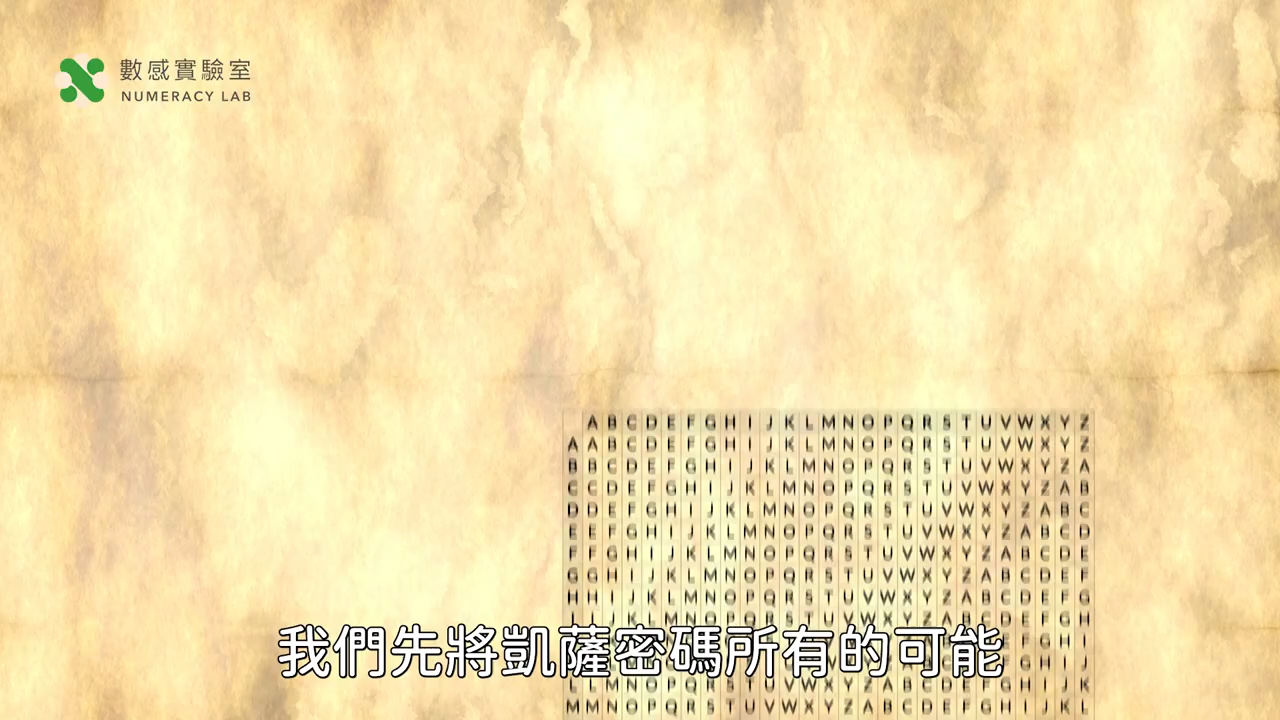 數感實驗室
NUMERACY LAB
A B C D E F G H I J K L M N O P Q R S T U V W X Y Z
A A B C D E F G H I J K L M N O P Q R S T U V W X Y Z
B B C D E F G H I J K L M N O P Q R S T U V W X Y Z A
C C D E F G H I J K L M N O P Q R S T U V W X Y Z A B
D D E F G H I J K L M N O P Q R S T U V W X Y Z A B C
E E F G H I J K L M N O P Q R S T U V W X Y Z A B C D
F F G H I J K L M N O P Q R S T U V W X Y Z A B C D E
G G H I J K L M N O P Q R S T U V W X Y Z A B C D E F
H H I J K L M N O P Q R S T U V W X Y Z A B C D E F G
我們先將凱薩密碼所有的可能
L L M N O P Q R S T U V W X Y Z A B C D E F G H I J K
M M N O P Q R S T U V W X Y Z A B C D E F G H I J K L